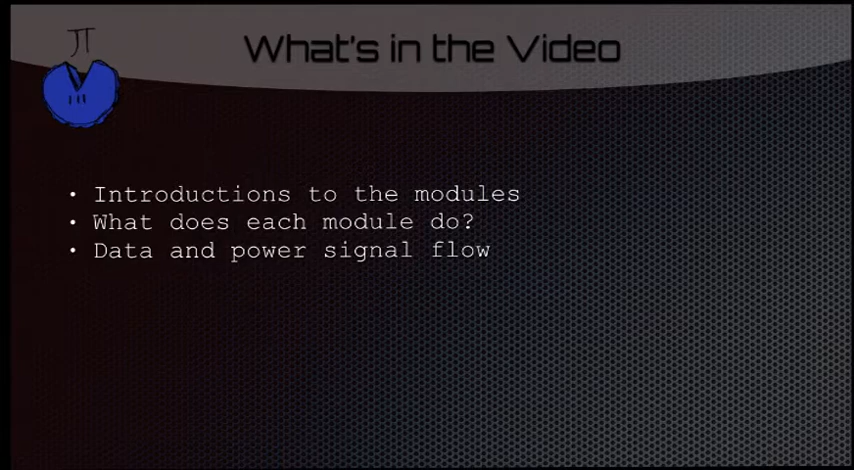 What's in the Video
• Introductions to the modules
• What does each module do?
• Data and power signal flow